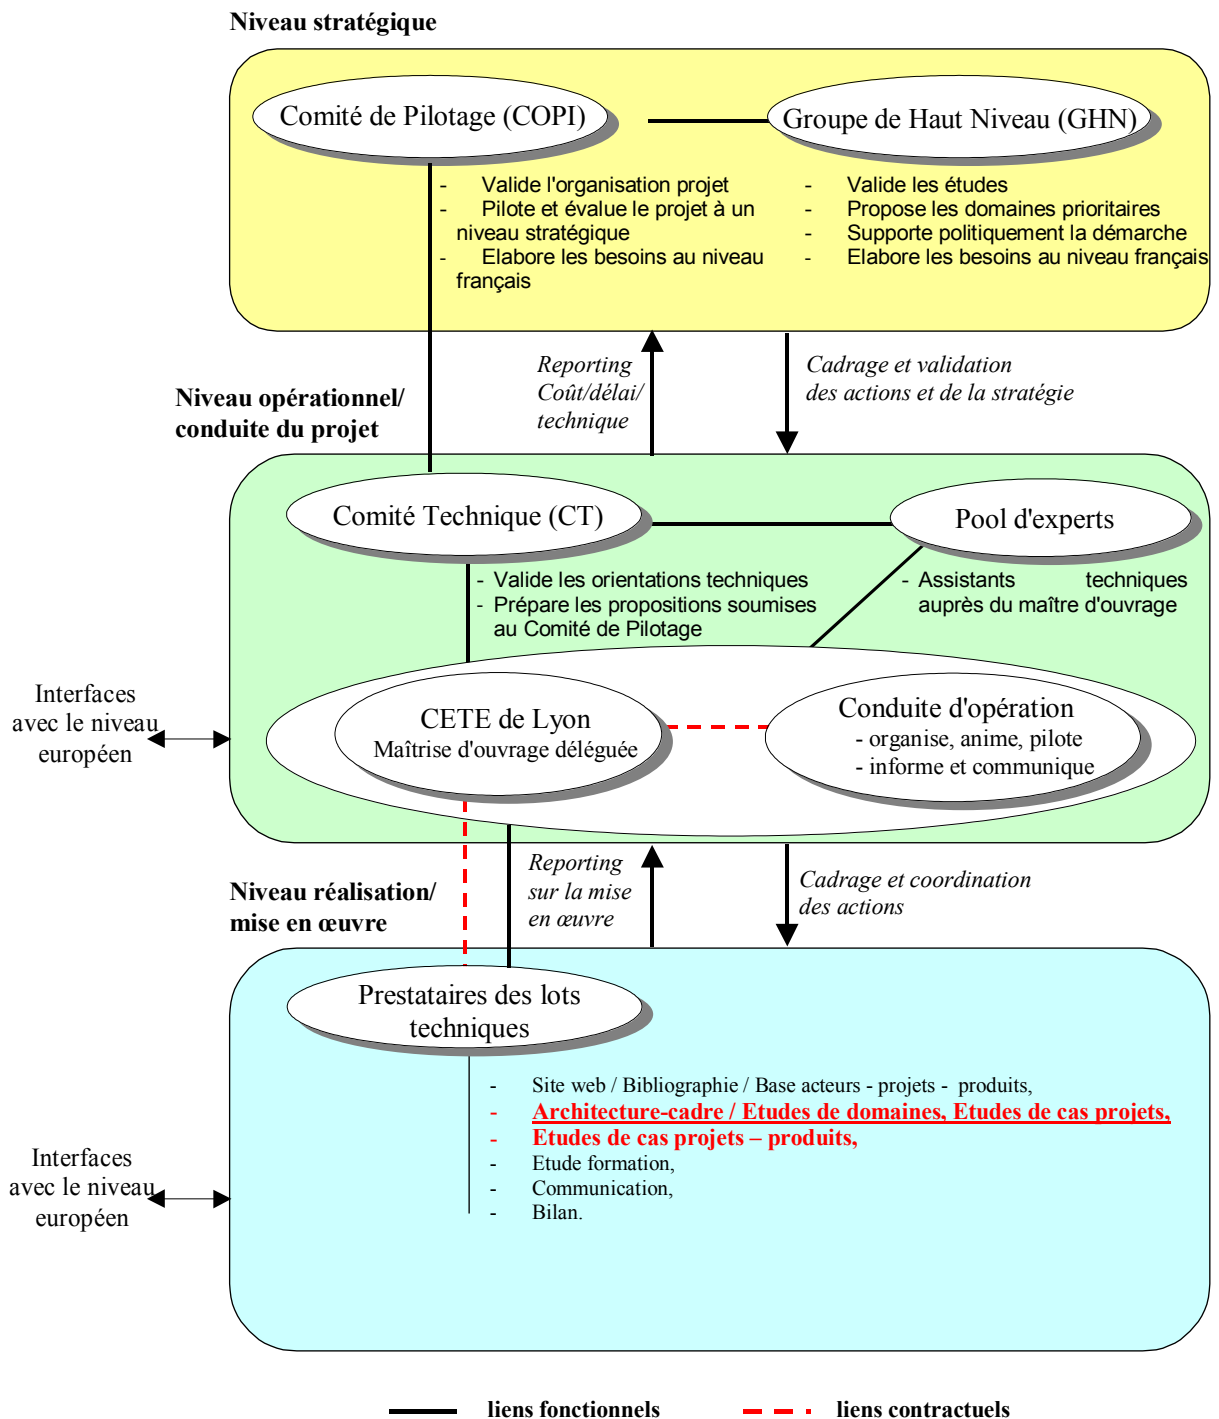 Niveau stratégique
Comité de Pilotage (COPI)
Groupe de Haut Niveau (GHN)
- Valide l'organisation projet
- Pilote et évalue le projet à un
niveau stratégique
- Elabore les besoins au niveau
français
- Valide les études
- Propose les domaines prioritaires
- Supporte politiquement la démarche
- Elabore les besoins au niveau français
Reporting
Coût/délai/
technique
Cadrage et validation
des actions et de la stratégie
Niveau opérationnel/
conduite du projet
Comité Technique (CT)
Pool d'experts
- Valide les orientations techniques
- Prépare les propositions soumises
au Comité de Pilotage
- Assistants techniques
auprès du maître d'ouvrage
Interfaces
avec le niveau
européen
CETE de Lyon
Maîtrise d'ouvrage déléguée
Conduite d'opération
- organise, anime, pilote
- informe et communique
Reporting
sur la mise
en œuvre
Cadrage et coordination
des actions
Niveau réalisation/
mise en œuvre
Prestataires des lots
techniques
- Site web / Bibliographie / Base acteurs - projets - produits,
- Architecture-cadre / Etudes de domaines, Etudes de cas projets,
- Etudes de cas projets – produits,
- Etude formation,
- Communication,
- Bilan.
Interfaces
avec le niveau
européen
liens fonctionnels
liens contractuels